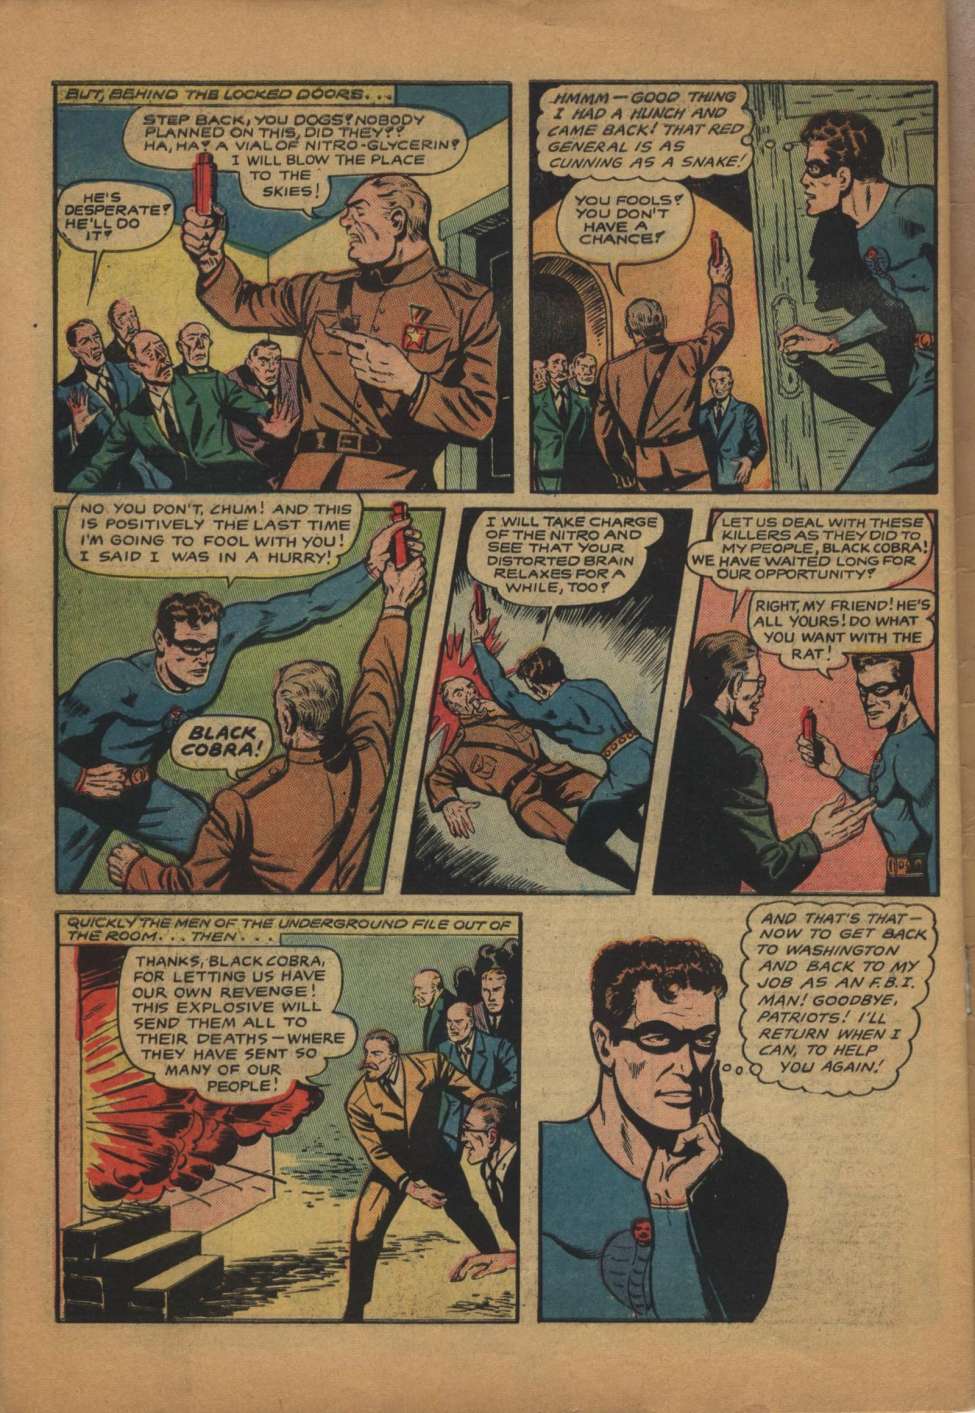 BUT, BEHIND THE LOCKED DOORS...
STEP BACK, YOU DOGS! NOBODY
PLANNED ON THIS, DID THEY??
HA, HA! A VIAL OF NITRO-GLYCERIN!
I WILL BLOW THE PLACE
TO THE
SKIES!
HE'S
DESPERATE!
HE'LL DO
IT!
HMMM—GOOD THING
I HAD A HUNCH AND
CAME BACK! THAT RED
GENERAL IS AS
CUNNING AS A SNAKE!
YOU FOOLS!
YOU DON'T
HAVE A
CHANCE!
NO YOU DON'T, CHUM! AND THIS
IS POSITIVELY THE LAST TIME
I'M GOING TO FOOL WITH YOU!
I SAID I WAS IN A HURRY!
BLACK
COBRA!
I WILL TAKE CHARGE
OF THE NITRO AND
SEE THAT YOUR
DISTORTED BRAIN
RELAXES FOR A
WHILE, TOO!
LET US DEAL WITH THESE
KILLERS AS THEY DID TO
MY PEOPLE, BLACK COBRA!
WE HAVE WAITED LONG FOR
OUR OPPORTUNITY!
RIGHT, MY FRIEND! HE'S
ALL YOURS! DO WHAT
YOU WANT WITH THE
RAT!
QUICKLY THE MEN OF THE UNDERGROUND FILE OUT OF
THE ROOM... THEN...
THANKS, BLACK COBRA,
FOR LETTING US HAVE
OUR OWN REVENGE!
THIS EXPLOSIVE WILL
SEND THEM ALL TO
THEIR DEATHS—WHERE
THEY HAVE SENT SO
MANY OF OUR
PEOPLE!
AND THAT'S THAT—
NOW TO GET BACK
TO WASHINGTON
AND BACK TO MY
JOB AS AN F.B.I.
MAN! GOODBYE,
PATRIOTS! I'LL
RETURN WHEN I
CAN, TO HELP
YOU AGAIN!